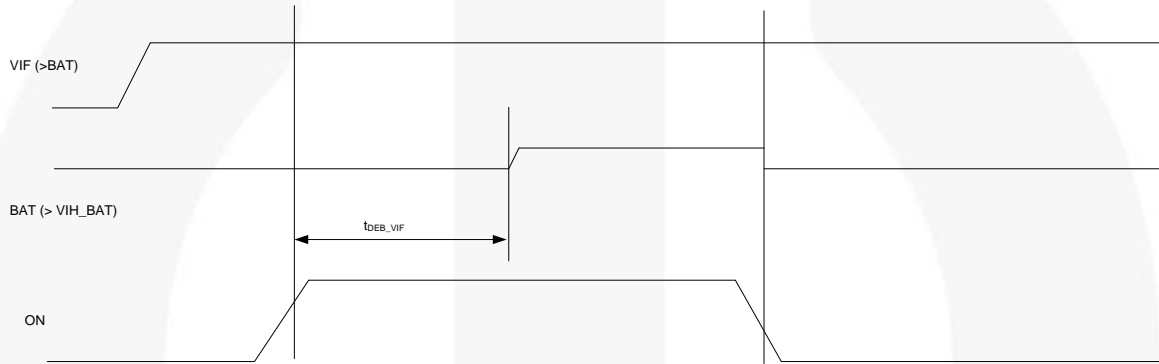 VIF (>BAT)
BAT (> VIH_BAT)
tDEB_VIF
ON